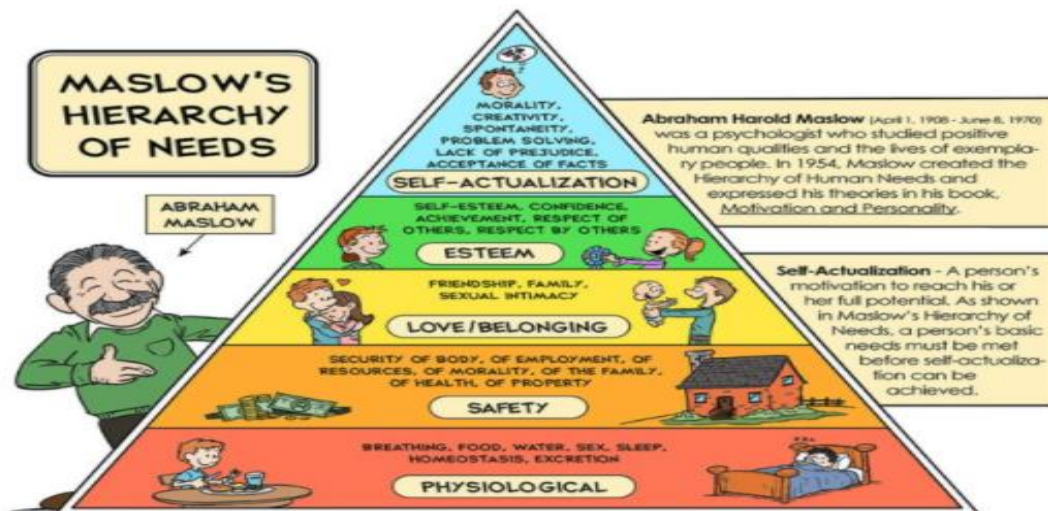 MASLOW'S
HIERARCHY
OF NEEDS
ABRAHAM
MASLOW
MORALITY,
CREATIVITY,
SPONTANEITY,
PROBLEM SOLVING,
LACK OF PREJUDICE,
ACCEPTANCE OF FACTS
SELF-ACTUALIZATION
SELF-ESTEEM, CONFIDENCE,
ACHIEVEMENT, RESPECT OF
OTHERS, RESPECT BY OTHERS
ESTEEM
FRIENDSHIP, FAMILY,
SEXUAL INTIMACY
LOVE/BELONGING
SECURITY OF BODY, OF EMPLOYMENT, OF
RESOURCES, OF MORALITY, OF THE FAMILY,
OF HEALTH, OF PROPERTY
SAFETY
BREATHING, FOOD, WATER, SEX, SLEEP,
HOMEOSTASIS, EXCRETION
PHYSIOLOGICAL
Abraham Harold Maslow (April 1, 1908 - June 8, 1970)
was a psychologist who studied positive
human qualities and the lives of exempla-
ry people. In 1954, Maslow created the
Hierarchy of Human Needs and
expressed his theories in his book,
Motivation and Personality.
Self-Actualization - A person's
motivation to reach his or
her full potential. As shown
in Maslow's Hierarchy of
Needs, a person's basic
needs must be met
before self-actualiza-
tion can be
achieved.